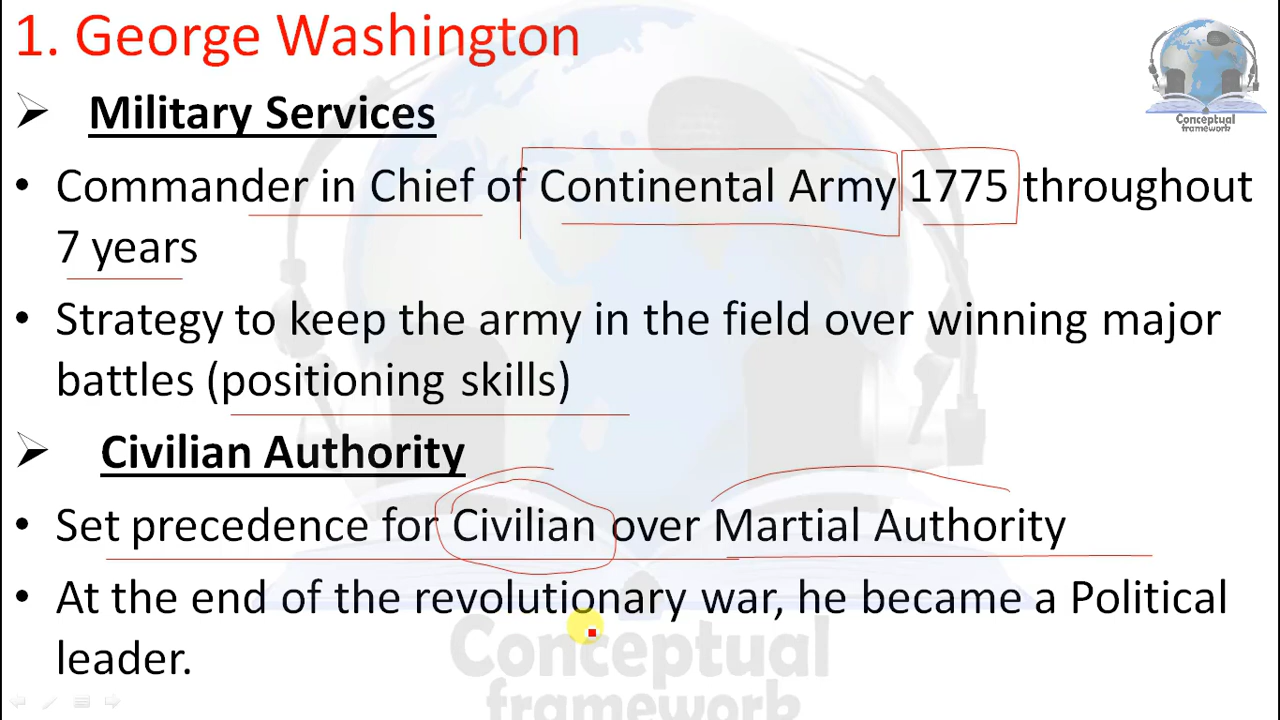 1. George Washington
Conceptual
framework
➢ Military Services
• Commander in Chief of Continental Army 1775 throughout
7 years
• Strategy to keep the army in the field over winning major
battles (positioning skills)
➢ Civilian Authority
• Set precedence for Civilian over Martial Authority
• At the end of the revolutionary war, he became a Political
leader.
Conceptual
framework